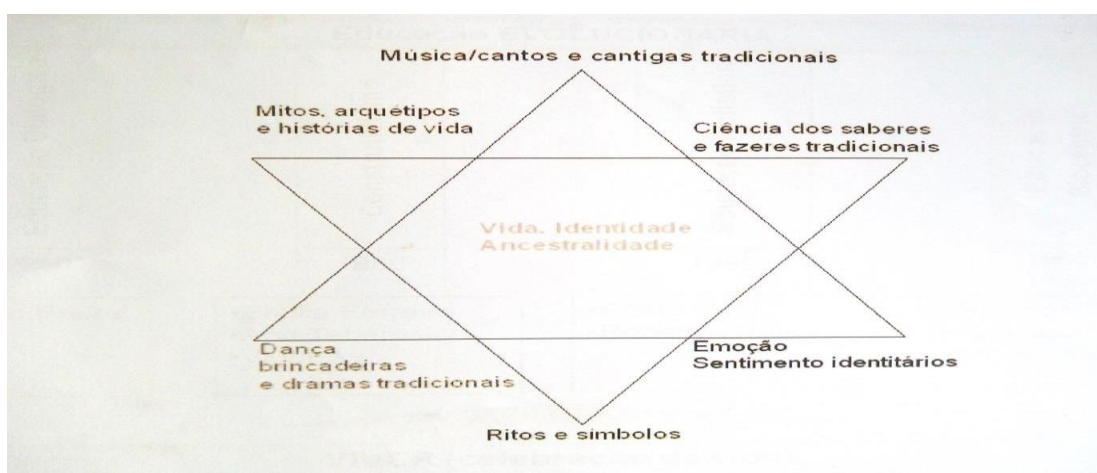 Música/cantos e cantigas tradicionais
Mitos, arquétipos
e histórias de vida
Ciência dos saberes
e fazeres tradicionais
Vida. Identidade
Ancestralidade
Dança
brincadeiras
e dramas tradicionais
Emoção
Sentimento identitários
Ritos e símbolos